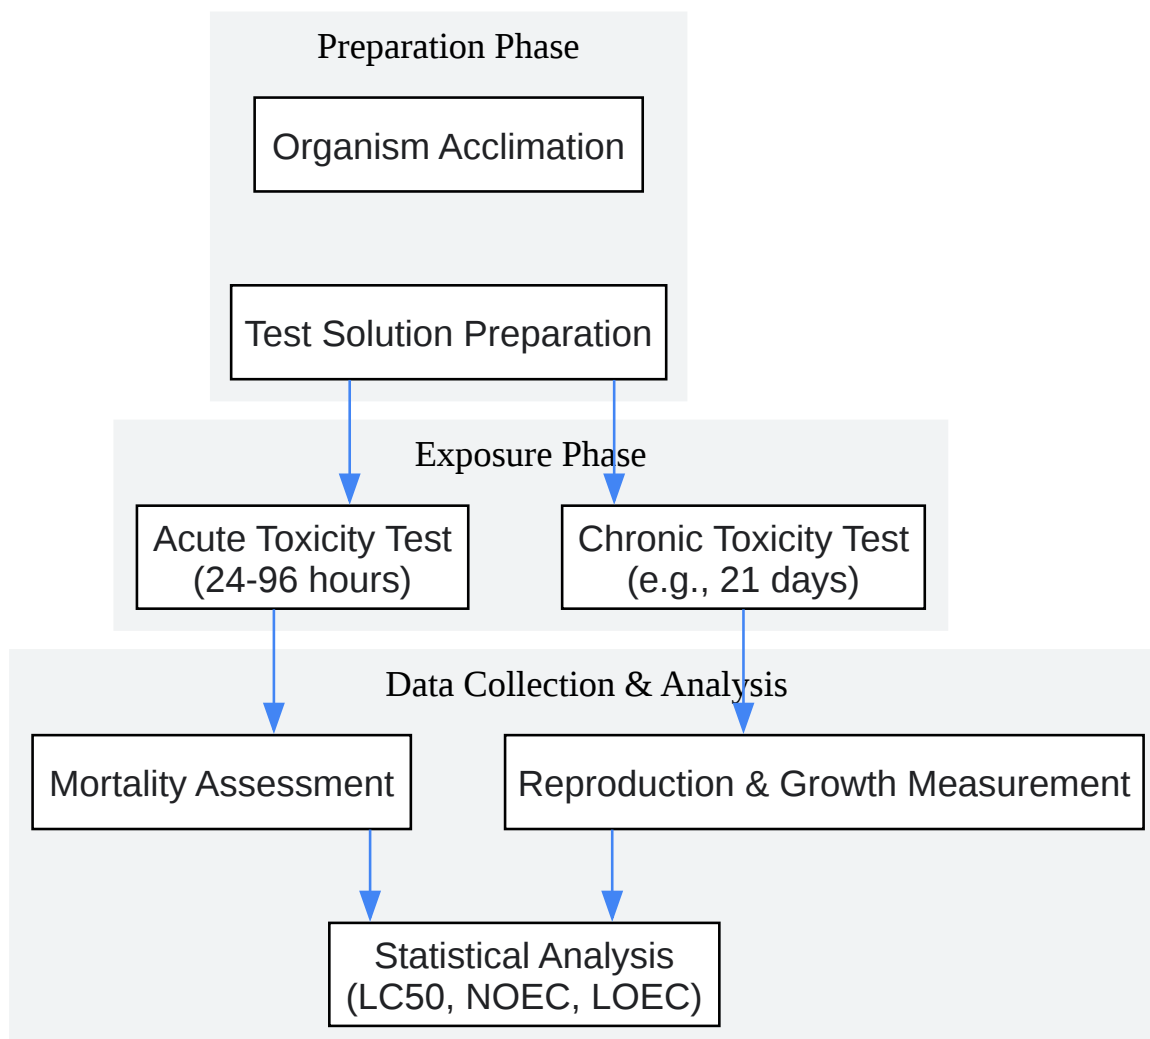 Preparation Phase
Organism Acclimation
Test Solution Preparation
Exposure Phase
Acute Toxicity Test
(24-96 hours)
Chronic Toxicity Test
(e.g., 21 days)
Data Collection & Analysis
Mortality Assessment
Reproduction & Growth Measurement
Statistical Analysis
(LC50, NOEC, LOEC)